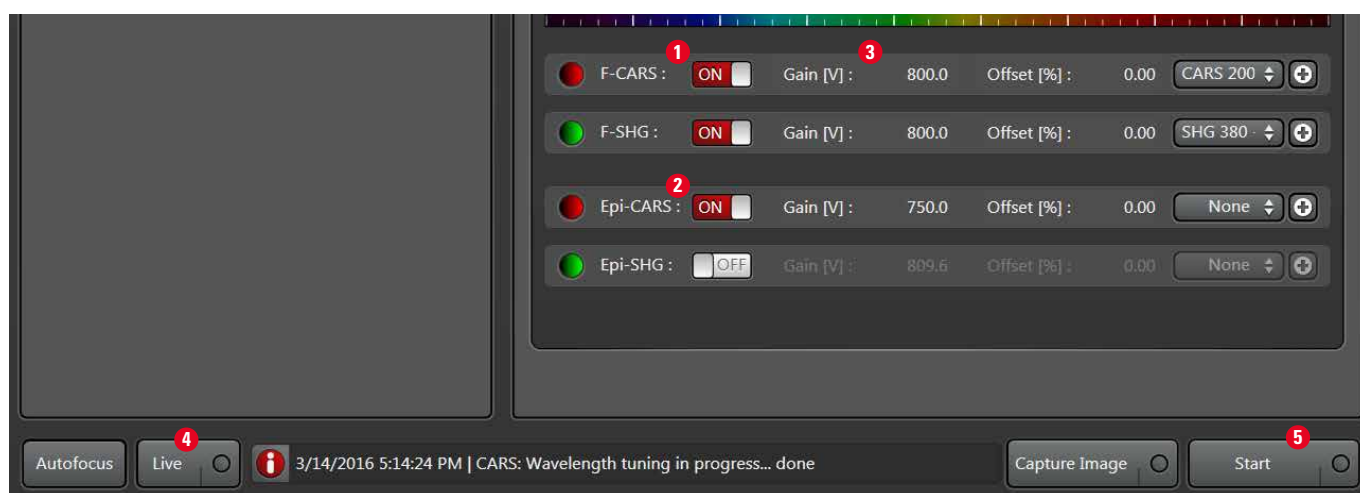 1 3
F-CARS : ON Gain [V] : 800.0 Offset [%] : 0.00 CARS 200
F-SHG : ON Gain [V] : 800.0 Offset [%] : 0.00 SHG 380
2
Epi-CARS : ON Gain [V] : 750.0 Offset [%] : 0.00 None
Epi-SHG : OFF Gain [V] : 809.6 Offset [%] : 0.00 None
4 5
Autofocus Live 3/14/2016 5:14:24 PM | CARS: Wavelength tuning in progress... done Capture Image Start